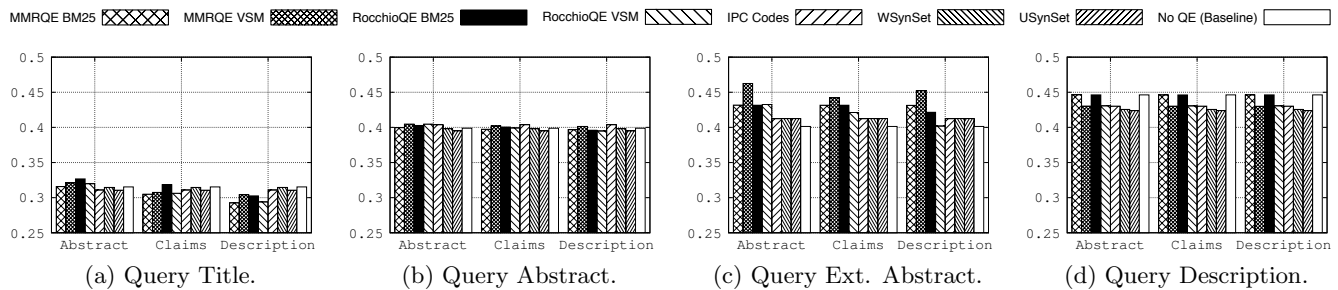 MMRQE BM25 MMRQE VSM RocchioQE BM25 RocchioQE VSM IPC Codes WSynSet USynSet No QE (Baseline)
0.5
0.45
0.4
0.35
0.3
0.25
Abstract Claims Description
(a) Query Title.
0.5
0.45
0.4
0.35
0.3
0.25
Abstract Claims Description
(b) Query Abstract.
0.5
0.45
0.4
0.35
0.3
0.25
Abstract Claims Description
(c) Query Ext. Abstract.
0.5
0.45
0.4
0.35
0.3
0.25
Abstract Claims Description
(d) Query Description.